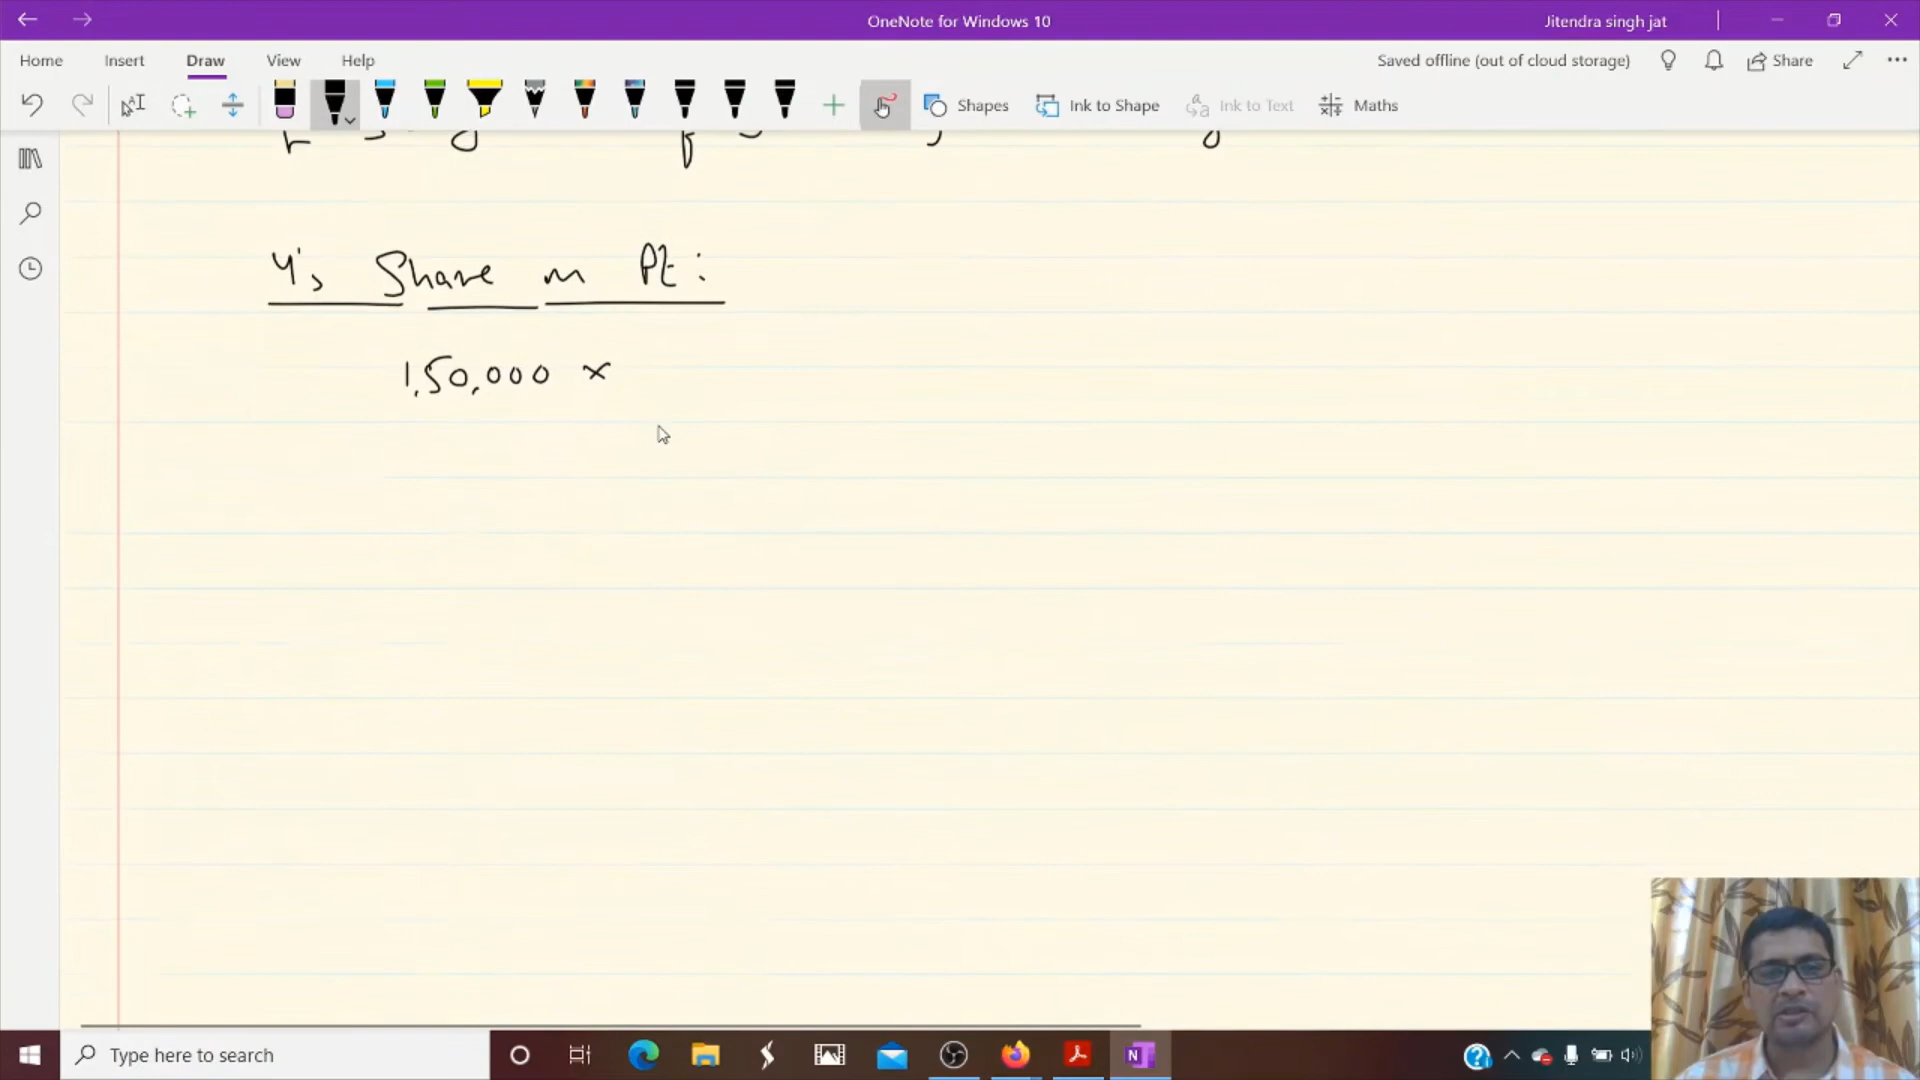 OneNote for Windows 10
Jitendra singh jat
Home Insert Draw View Help
Saved offline (out of cloud storage) Share
Shapes Ink to Shape Ink to Text Maths
Y's Share in Pt:
1,50,000 ×
Type here to search